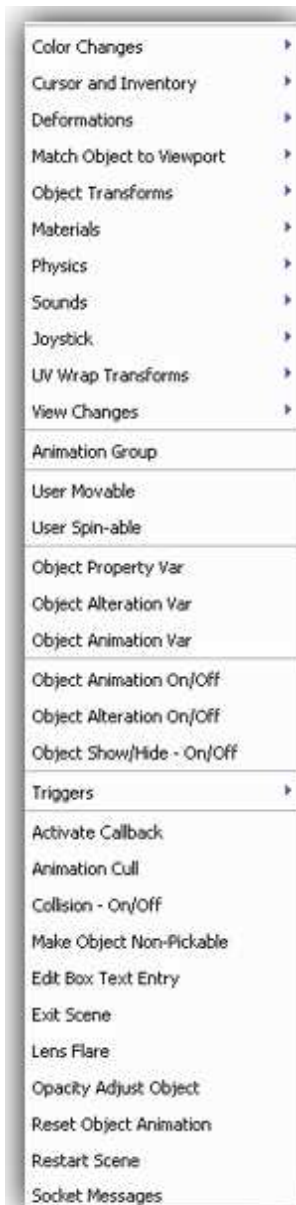 Color Changes
Cursor and Inventory
Deformations
Match Object to Viewport
Object Transforms
Materials
Physics
Sounds
Joystick
UV Wrap Transforms
View Changes
Animation Group
User Movable
User Spin-able
Object Property Var
Object Alteration Var
Object Animation Var
Object Animation On/Off
Object Alteration On/Off
Object Show/Hide - On/Off
Triggers
Activate Callback
Animation Cull
Collision - On/Off
Make Object Non-Pickable
Edit Box Text Entry
Exit Scene
Lens Flare
Opacity Adjust Object
Reset Object Animation
Restart Scene
Socket Messages